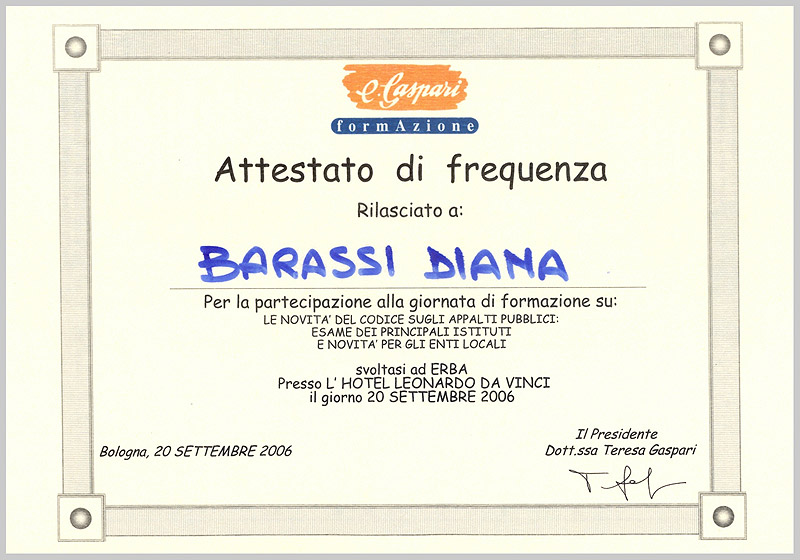 e. Gaspari
formAzione
Attestato di frequenza
Rilasciato a:
BARASSI DIANA
Per la partecipazione alla giornata di formazione su:
LE NOVITA' DEL CODICE SUGLI APPALTI PUBBLICI:
ESAME DEI PRINCIPALI ISTITUTI
E NOVITA' PER GLI ENTI LOCALI
svoltasi ad ERBA
Presso L' HOTEL LEONARDO DA VINCI
il giorno 20 SETTEMBRE 2006
Il Presidente
Bologna, 20 SETTEMBRE 2006
Dott.ssa Teresa Gaspari